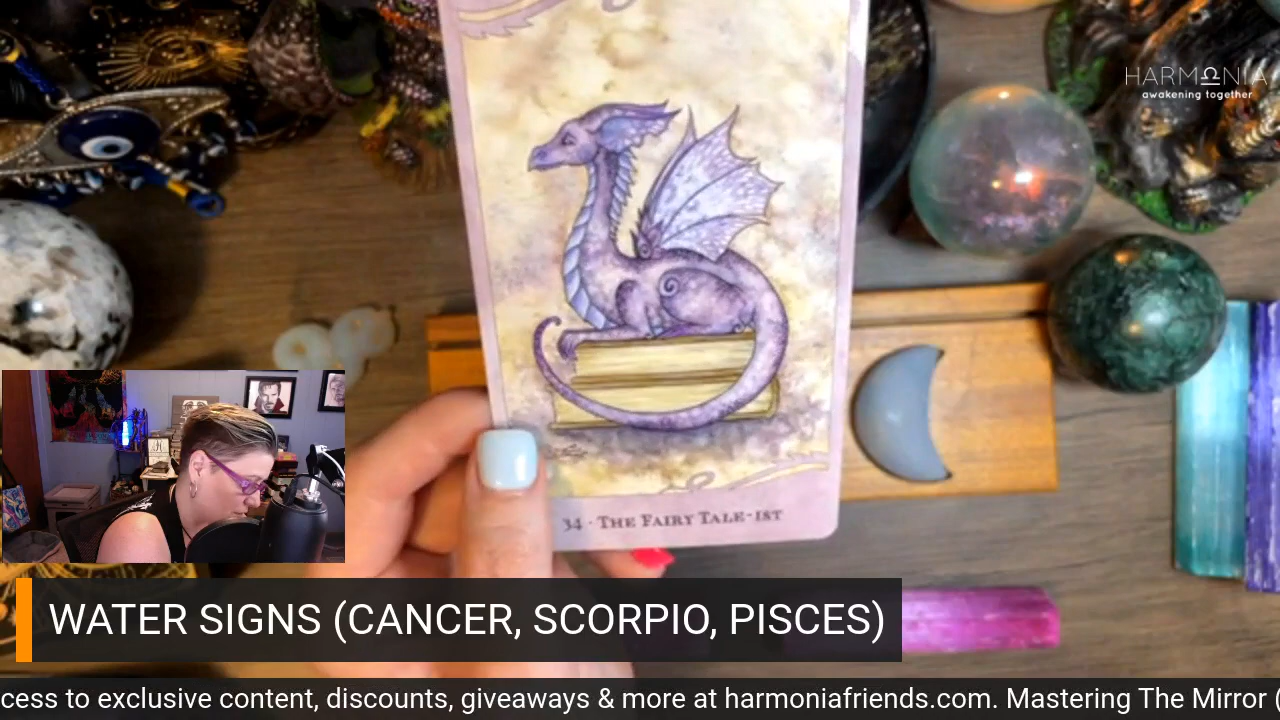 HARMONIA
awakening together
34 · THE FAIRY TALE-IST
WATER SIGNS (CANCER, SCORPIO, PISCES)
cess to exclusive content, discounts, giveaways & more at harmoniafriends.com. Mastering The Mirror (